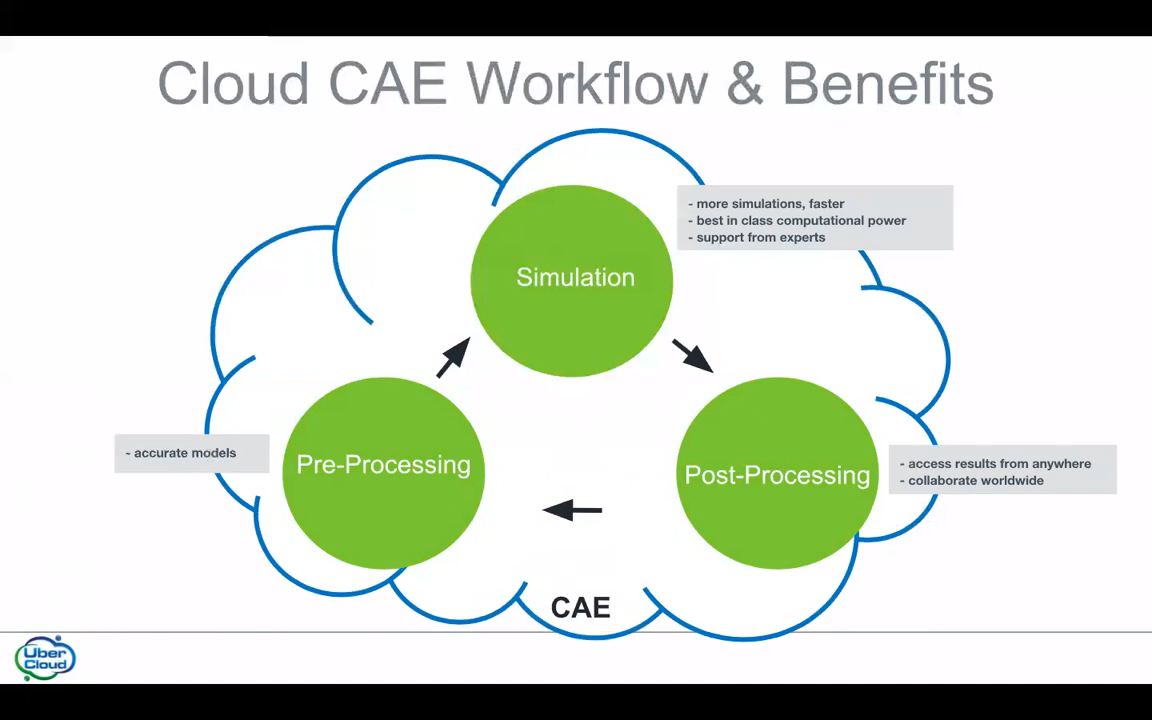 Cloud CAE Workflow & Benefits
- more simulations, faster
- best in class computational power
- support from experts
Simulation
- accurate models
Pre-Processing
Post-Processing
- access results from anywhere
- collaborate worldwide
CAE
Uber
Cloud